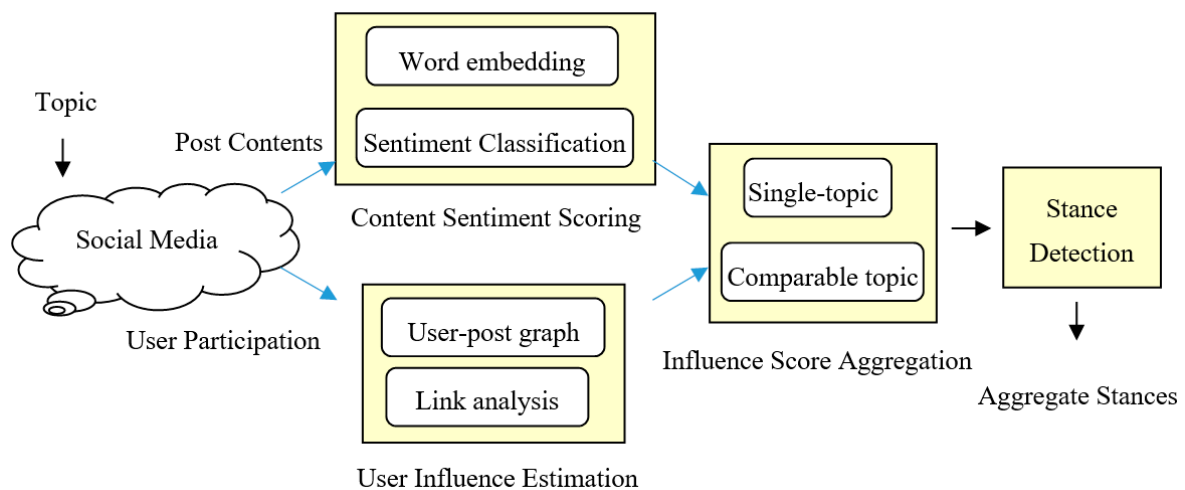 Topic
Social Media
Post Contents
User Participation
Word embedding
Sentiment Classification
Content Sentiment Scoring
User-post graph
Link analysis
User Influence Estimation
Single-topic
Comparable topic
Influence Score Aggregation
Stance
Detection
Aggregate Stances